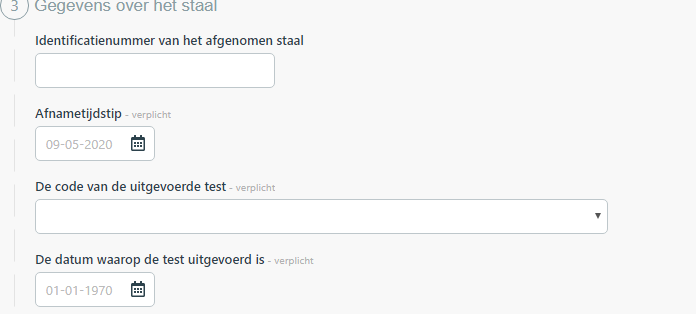 3 Gegevens over het staal
Identificatienummer van het afgenomen staal
Afnametijdstip - verplicht
09-05-2020
De code van de uitgevoerde test - verplicht
De datum waarop de test uitgevoerd is - verplicht
01-01-1970